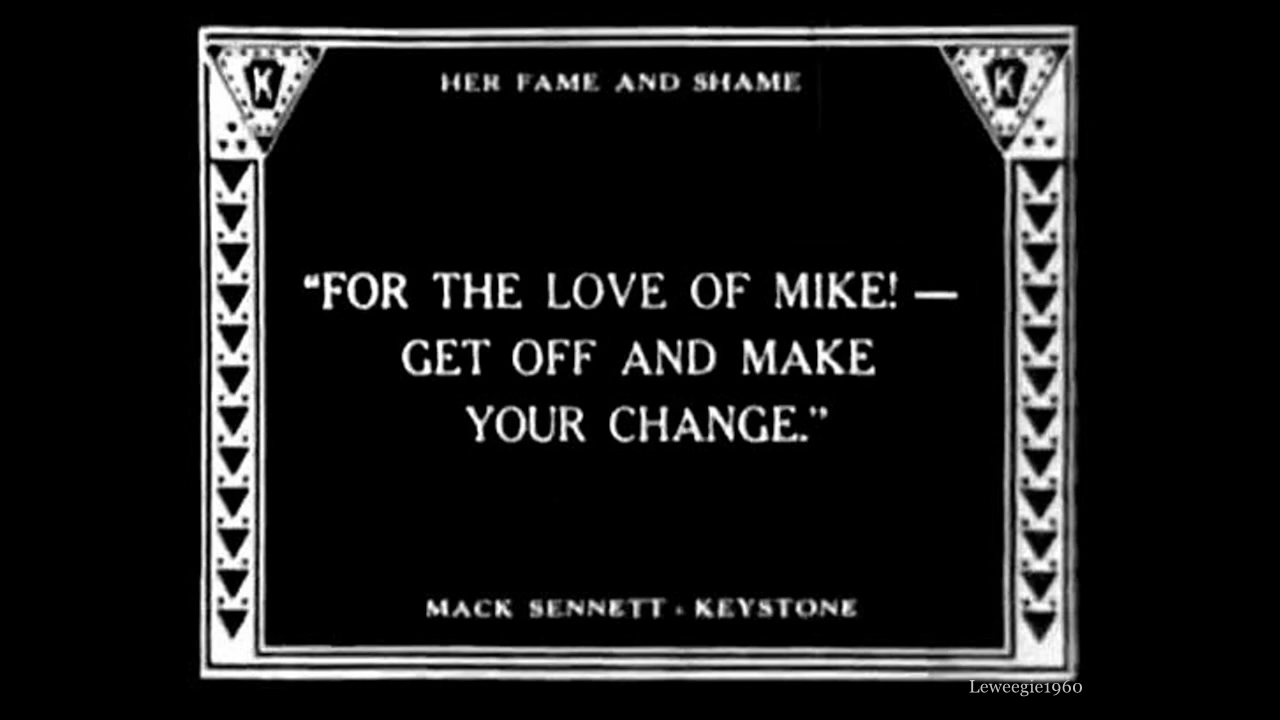 K
K
HER FAME AND SHAME
“FOR THE LOVE OF MIKE! —
GET OFF AND MAKE
YOUR CHANGE.”
MACK SENNETT · KEYSTONE
Leweegie1960